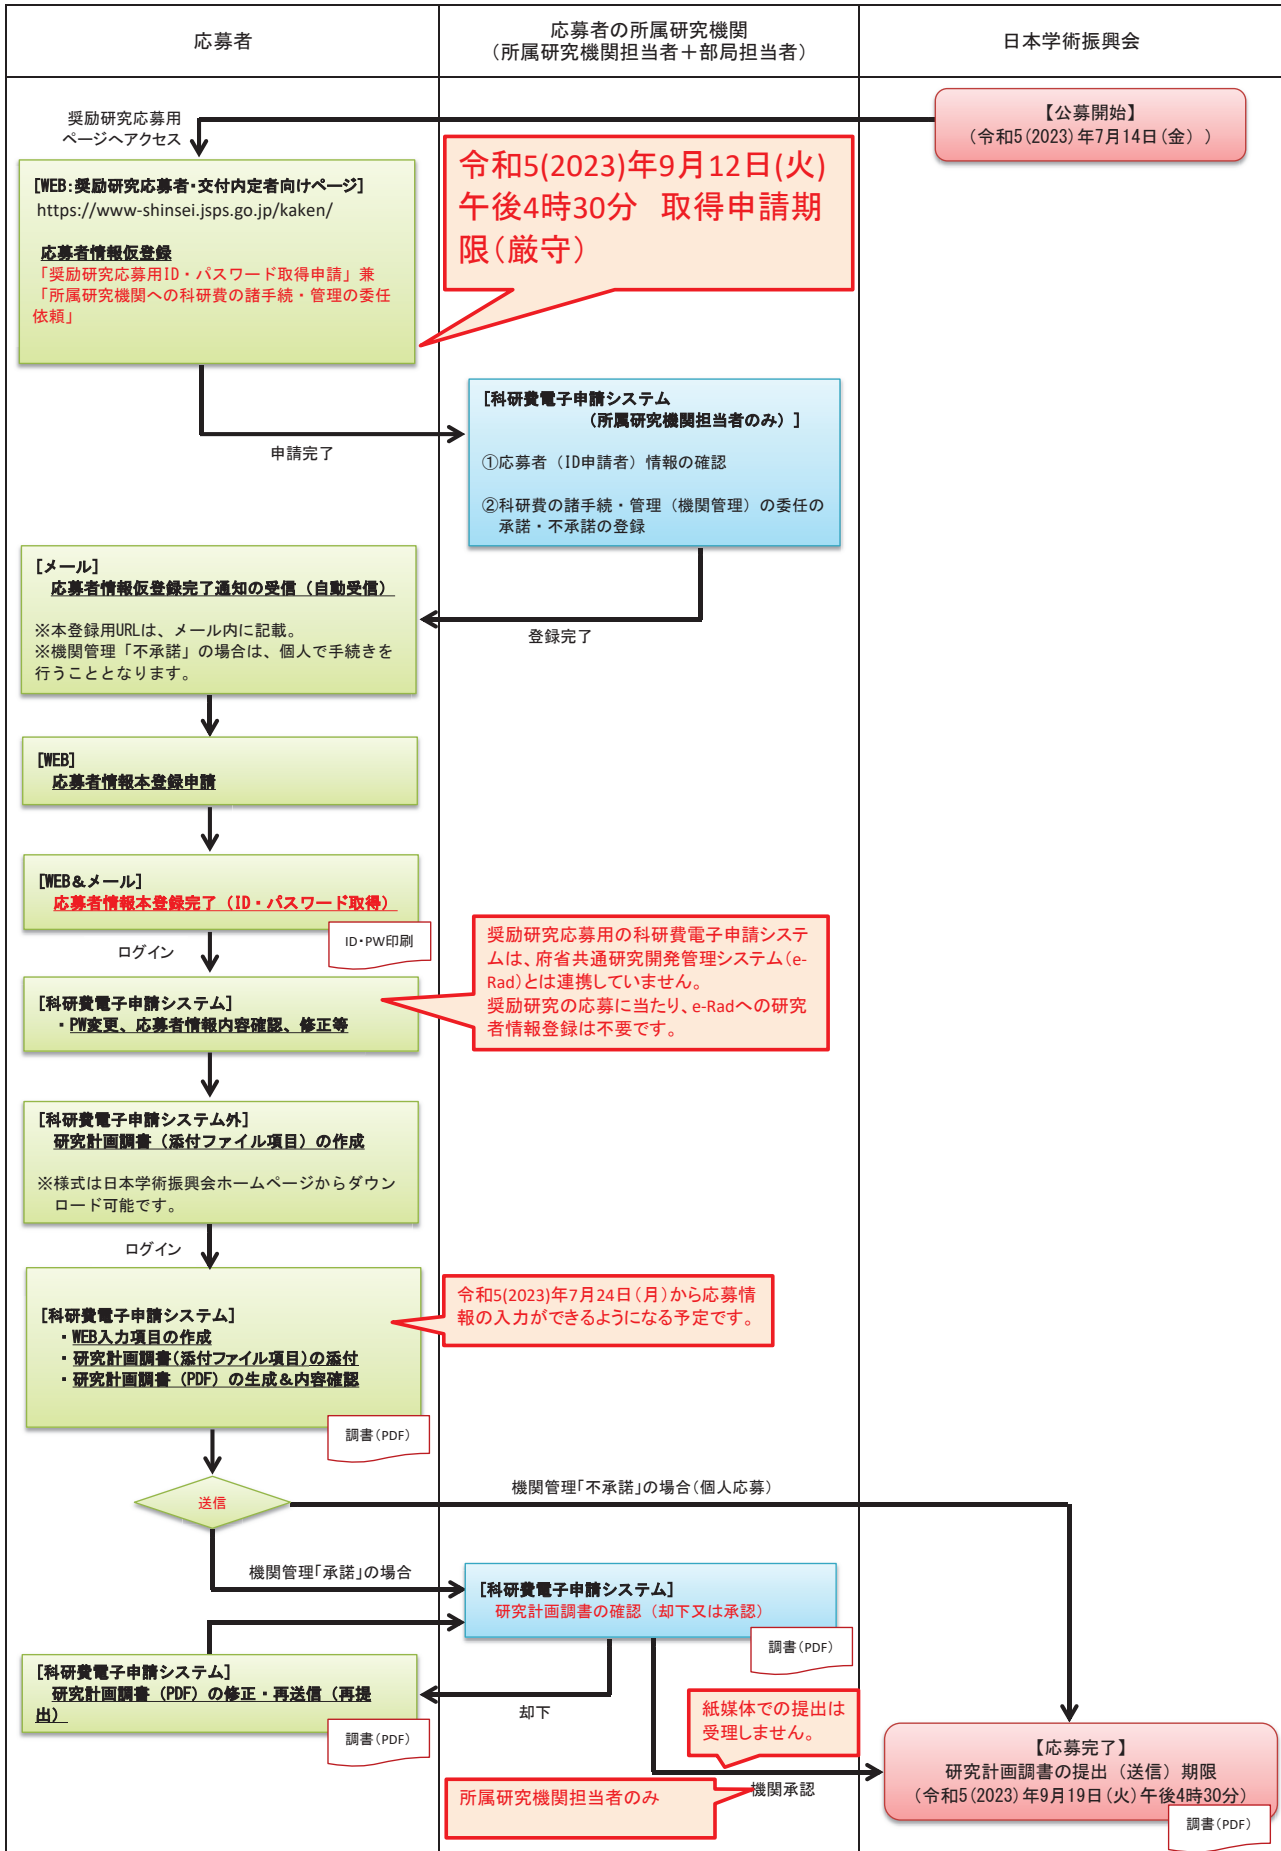 応募者
応募者の所属研究機関
（所属研究機関担当者＋部局担当者）
日本学術振興会
【公募開始】
（令和5(2023)年7月14日(金））
奨励研究応募用
ページへアクセス
[WEB:奨励研究応募者・交付内定者向けページ]
https://www-shinsei.jsps.go.jp/kaken/
応募者情報仮登録
「奨励研究応募用ID・パスワード取得申請」兼
「所属研究機関への科研費の諸手続・管理の委任
依頼」
令和5(2023)年9月12日(火)
午後4時30分　取得申請期
限（厳守）
申請完了
[科研費電子申請システム
（所属研究機関担当者のみ）]
①応募者（ID申請者）情報の確認
②科研費の諸手続・管理（機関管理）の委任の
承諾・不承諾の登録
登録完了
[メール]
応募者情報仮登録完了通知の受信（自動受信）
※本登録用URLは、メール内に記載。
※機関管理「不承諾」の場合は、個人で手続きを
行うこととなります。
[WEB]
応募者情報本登録申請
[WEB＆メール]
応募者情報本登録完了（ID・パスワード取得）
ID・PW印刷
ログイン
[科研費電子申請システム]
・PW変更、応募者情報内容確認、修正等
奨励研究応募用の科研費電子申請システ
ムは、府省共通研究開発管理システム（e-
Rad）とは連携していません。
奨励研究の応募に当たり、e-Radへの研究
者情報登録は不要です。
[科研費電子申請システム外]
研究計画調書（添付ファイル項目）の作成
※様式は日本学術振興会ホームページからダウン
ロード可能です。
ログイン
[科研費電子申請システム]
・WEB入力項目の作成
・研究計画調書(添付ファイル項目)の添付
・研究計画調書（PDF）の生成＆内容確認
調書（PDF）
令和5(2023)年7月24日（月）から応募情
報の入力ができるようになる予定です。
送信
機関管理「不承諾」の場合（個人応募）
機関管理「承諾」の場合
[科研費電子申請システム]
研究計画調書の確認（却下又は承認）
調書（PDF）
[科研費電子申請システム]
研究計画調書（PDF）の修正・再送信（再提
出）
調書（PDF）
却下
紙媒体での提出は
受理しません。
機関承認
所属研究機関担当者のみ
【応募完了】
研究計画調書の提出（送信）期限
（令和5(2023)年9月19日(火)午後4時30分）
調書（PDF）